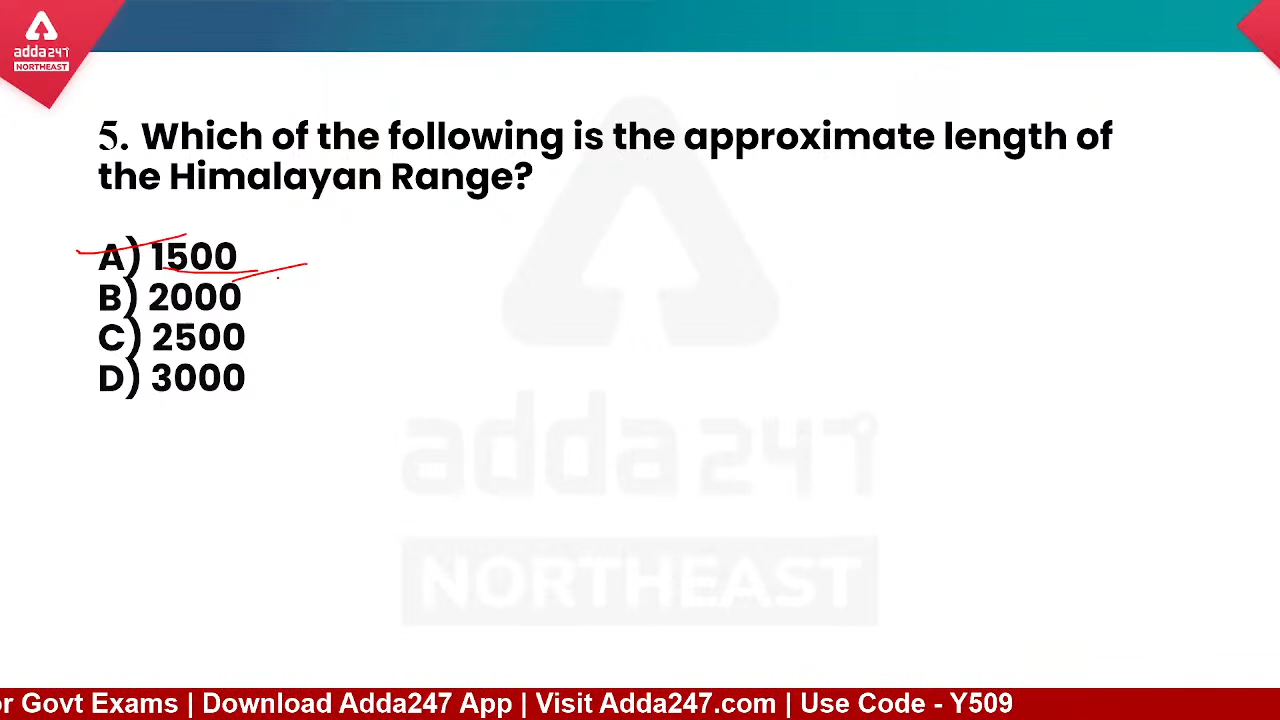 adda247
NORTHEAST
5. Which of the following is the approximate length of
the Himalayan Range?
A) 1500
B) 2000
C) 2500
D) 3000
adda247
NORTHEAST
or Govt Exams | Download Adda247 App | Visit Adda247.com | Use Code - Y509